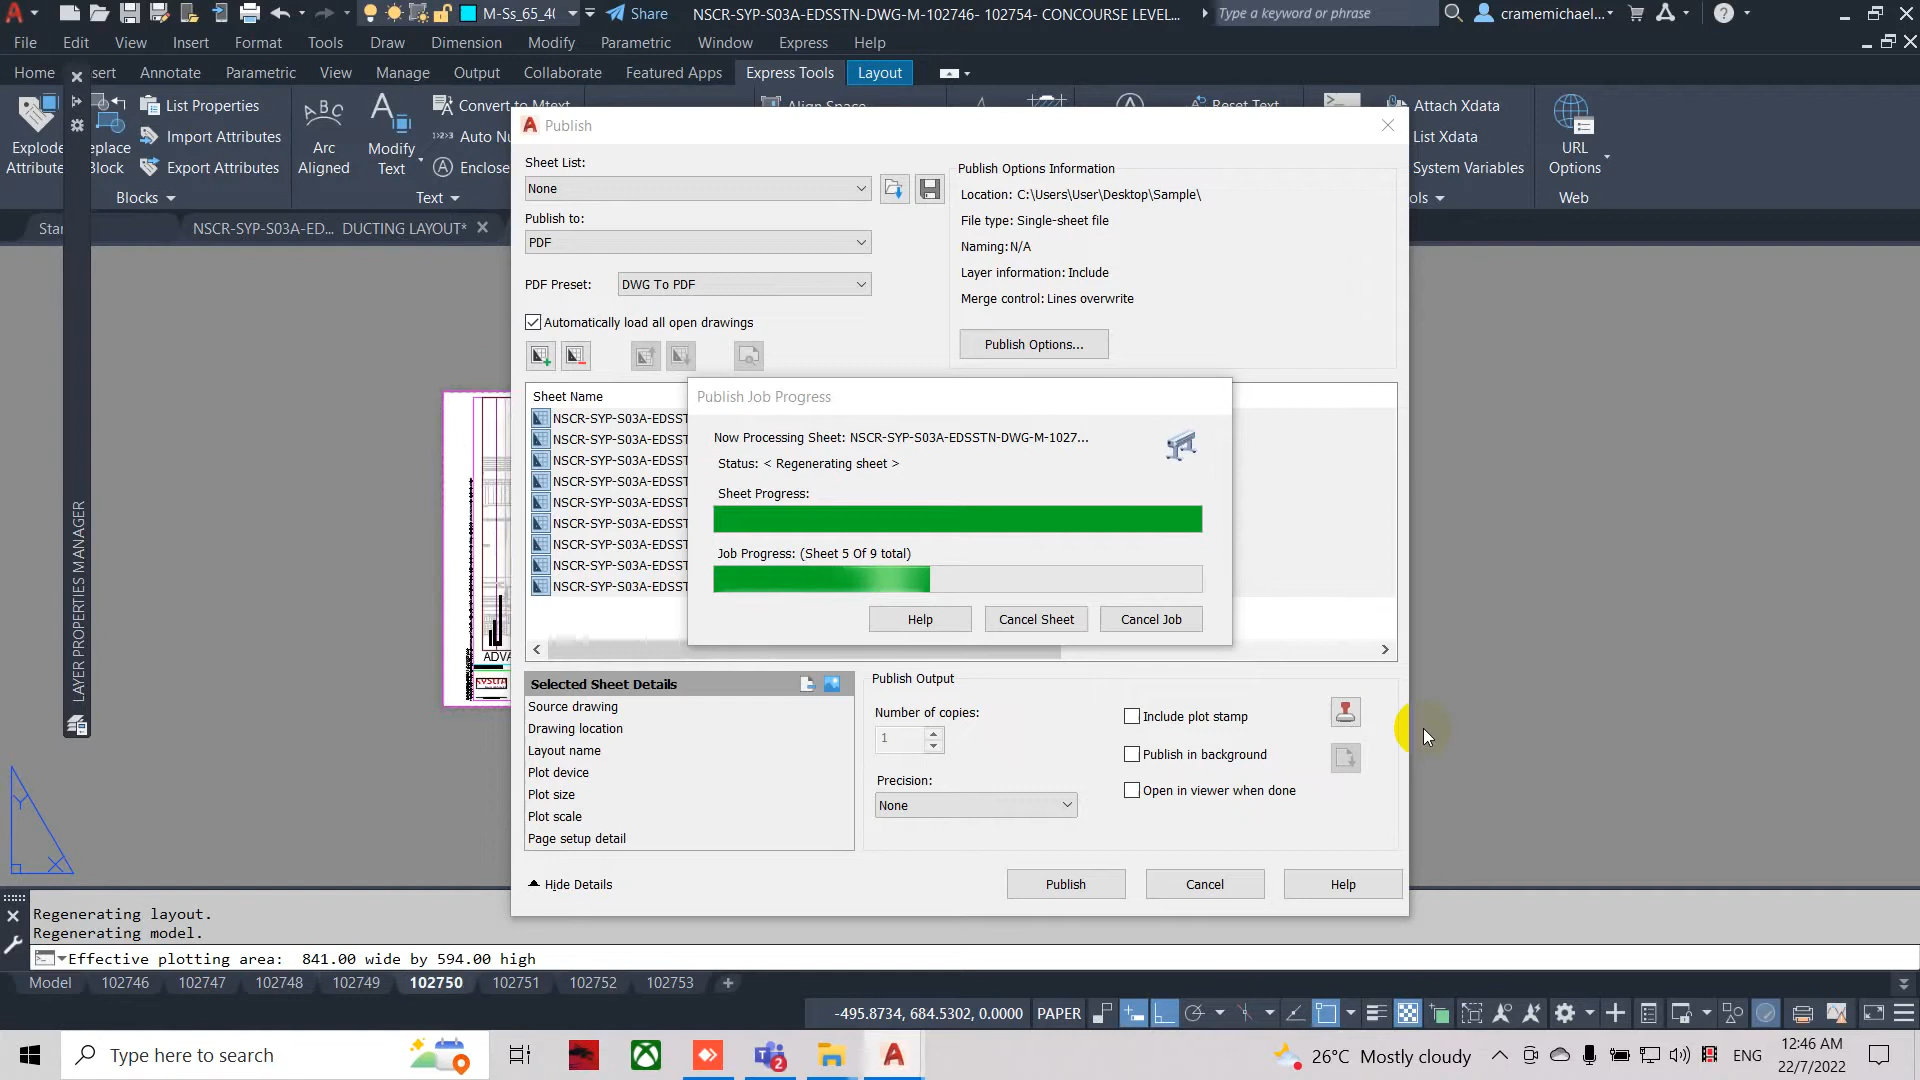 M-Ss_65_40
Share
NSCR-SYP-S03A-EDSSTN-DWG-M-102746- 102754- CONCOURSE LEVEL...
Type a keyword or phrase
cramemichael...
File Edit View Insert Format Tools Draw Dimension Modify Parametric Window Express Help
Home sert Annotate Parametric View Manage Output Collaborate Featured Apps Express Tools Layout
Explode
Attribute
eplace
Block
List Properties
Import Attributes
Export Attributes
Blocks
ABC
Arc
Aligned
Modify
Text
Convert to Mtext
Auto Nu
Enclose
Text
Align Space
Reset Text
Attach Xdata
List Xdata
System Variables
ols
URL
Options
Web
Star
NSCR-SYP-S03A-ED... DUCTING LAYOUT*
LAYER PROPERTIES MANAGER
ADVA
Publish
Sheet List:
None
Publish to:
PDF
PDF Preset: DWG To PDF
Automatically load all open drawings
Publish Options Information
Location: C:\Users\User\Desktop\Sample\
File type: Single-sheet file
Naming:N/A
Layer information: Include
Merge control: Lines overwrite
Publish Options...
Sheet Name
NSCR-SYP-S03A-EDSST
NSCR-SYP-S03A-EDSST
NSCR-SYP-S03A-EDSST
NSCR-SYP-S03A-EDSST
NSCR-SYP-S03A-EDSST
NSCR-SYP-S03A-EDSST
NSCR-SYP-S03A-EDSST
NSCR-SYP-S03A-EDSST
NSCR-SYP-S03A-EDSST
Publish Job Progress
Now Processing Sheet: NSCR-SYP-S03A-EDSSTN-DWG-M-1027...
Status: < Regenerating sheet >
Sheet Progress:
Job Progress: (Sheet 5 Of 9 total)
Help Cancel Sheet Cancel Job
Selected Sheet Details
Source drawing
Drawing location
Layout name
Plot device
Plot size
Plot scale
Page setup detail
Publish Output
Number of copies:
1
Precision:
None
Include plot stamp
Publish in background
Open in viewer when done
Hide Details
Publish Cancel Help
Y
X
Regenerating layout.
Regenerating model.
Effective plotting area:  841.00 wide by 594.00 high
Model 102746 102747 102748 102749 102750 102751 102752 102753
-495.8734, 684.5302, 0.0000 PAPER
Type here to search
2
26°C Mostly cloudy
ENG
12:46 AM
22/7/2022